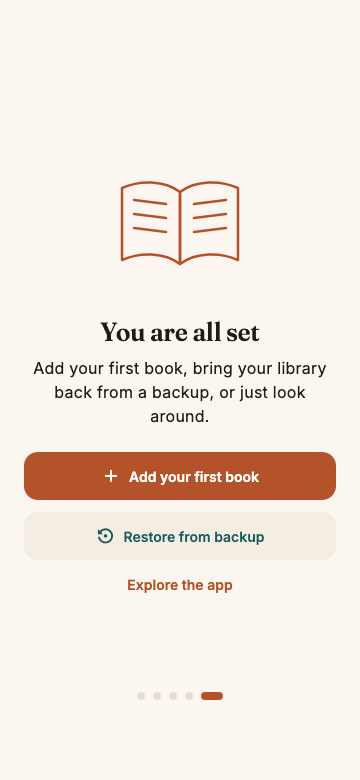 You are all set
Add your first book, bring your library
back from a backup, or just look
around.
Add your first book
Restore from backup
Explore the app